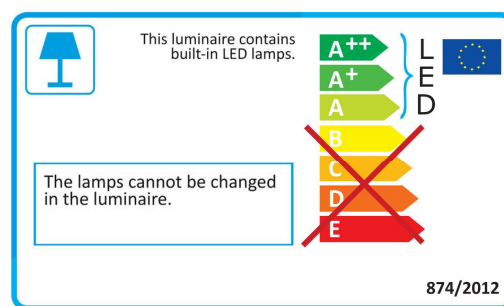 This luminaire contains
built-in LED lamps.
A++
A+
A
B
C
D
E
L
E
D
The lamps cannot be changed
in the luminaire.
874/2012